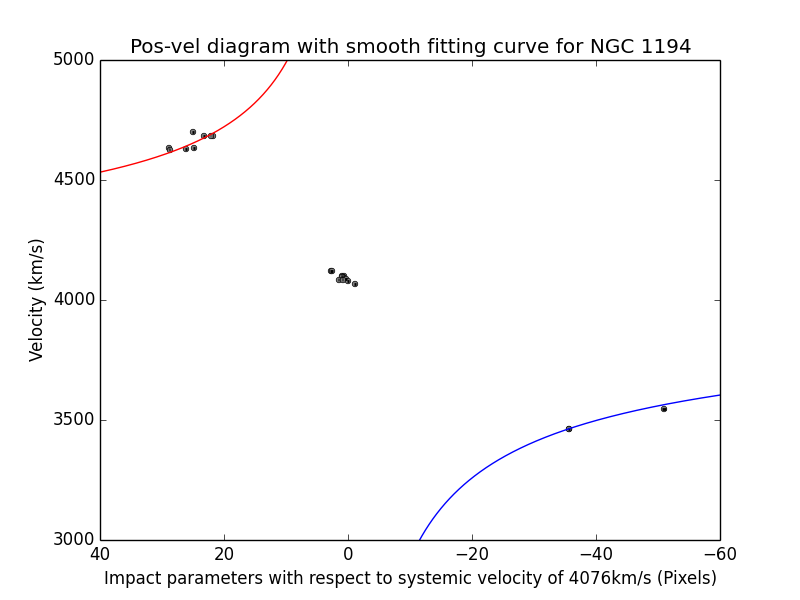 Pos-vel diagram with smooth fitting curve for NGC 1194
5000
4500
4000
3500
3000
Velocity (km/s)
40 20 0 −20 −40 −60
Impact parameters with respect to systemic velocity of 4076km/s (Pixels)